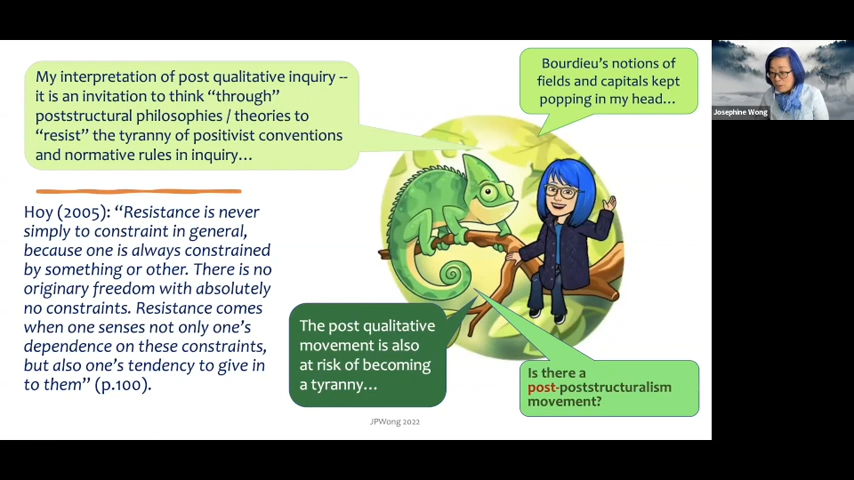 My interpretation of post qualitative inquiry --
it is an invitation to think “through”
poststructural philosophies / theories to
“resist” the tyranny of positivist conventions
and normative rules in inquiry…
Bourdieu’s notions of
fields and capitals kept
popping in my head…
Josephine Wong
Hoy (2005): “Resistance is never
simply to constraint in general,
because one is always constrained
by something or other. There is no
originary freedom with absolutely
no constraints. Resistance comes
when one senses not only one’s
dependence on these constraints,
but also one’s tendency to give in
to them” (p.100).
The post qualitative
movement is also
at risk of becoming
a tyranny…
Is there a
post-poststructuralism
movement?
JPWong 2022